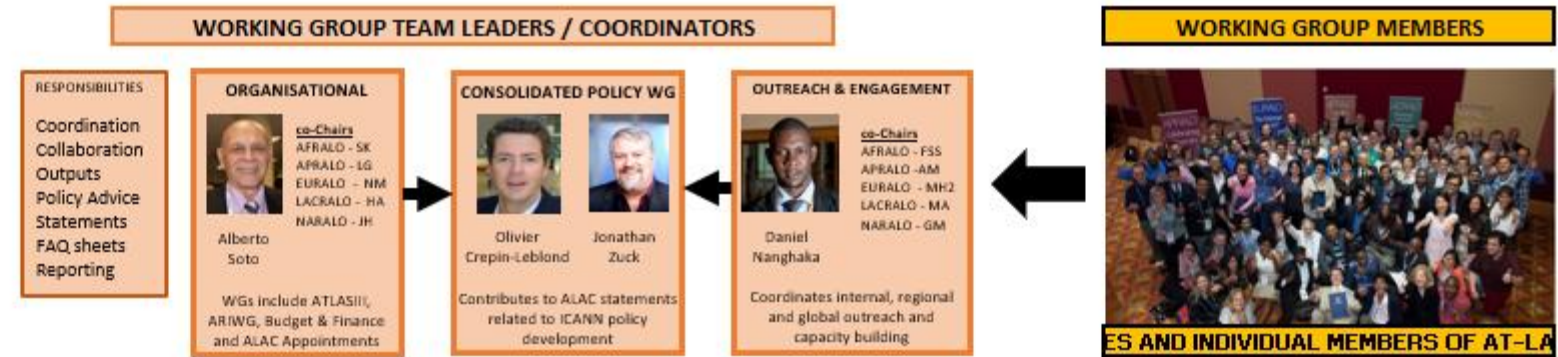 WORKING GROUP TEAM LEADERS / COORDINATORS
RESPONSIBILITIES
Coordination
Collaboration
Outputs
Policy Advice
Statements
FAQ sheets
Reporting
ORGANISATIONAL
co-Chairs
AFRALO - SK
APRALO - LG
EURALO - NM
LACRALO - HA
NARALO - JH
Alberto
Soto
WGs include ATLASIII,
ARIWG, Budget & Finance
and ALAC Appointments
CONSOLIDATED POLICY WG
Olivier
Crepin-Leblond
Jonathan
Zuck
Contributes to ALAC statements
related to ICANN policy
development
OUTREACH & ENGAGEMENT
co-Chairs
AFRALO - FSS
APRALO -AM
EURALO - MH2
LACRALO - MA
NARALO - GM
Daniel
Nanghaka
Coordinates internal, regional
and global outreach and
capacity building
WORKING GROUP MEMBERS
ES AND INDIVIDUAL MEMBERS OF AT-LA